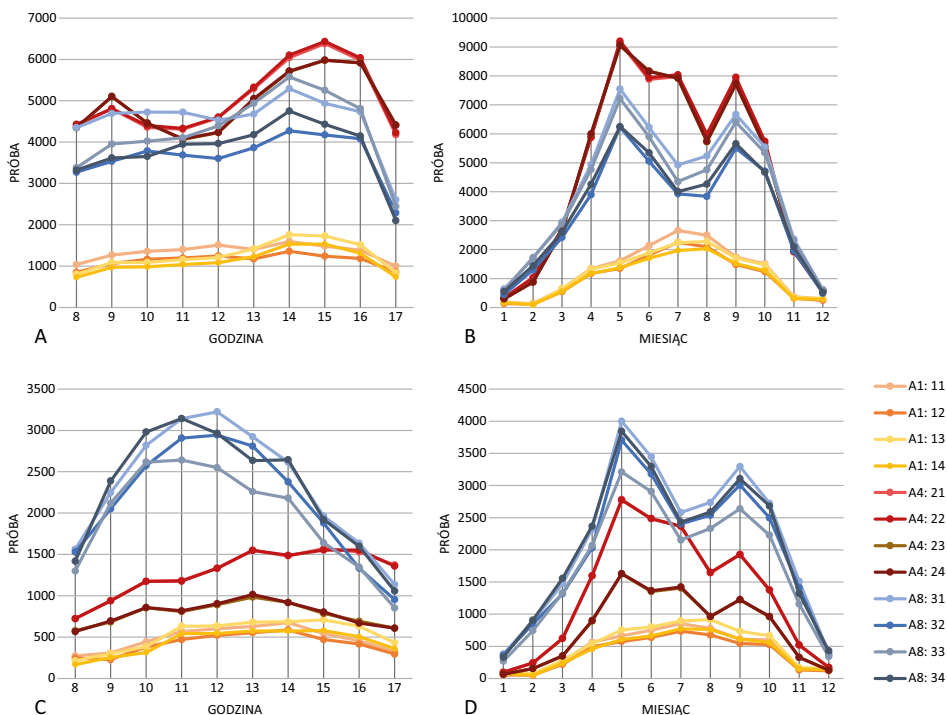 7000
6000
5000
4000
3000
2000
1000
0
PRÓBA
8 9 10 11 12 13 14 15 16 17
A
GODZINA
10000
9000
8000
7000
6000
5000
4000
3000
2000
1000
0
PRÓBA
1 2 3 4 5 6 7 8 9 10 11 12
B
MIESIĄC
3500
3000
2500
2000
1500
1000
500
0
PRÓBA
8 9 10 11 12 13 14 15 16 17
C
GODZINA
4500
4000
3500
3000
2500
2000
1500
1000
500
0
PRÓBA
1 2 3 4 5 6 7 8 9 10 11 12
D
MIESIĄC
A1: 11
A1: 12
A1: 13
A1: 14
A4: 21
A4: 22
A4: 23
A4: 24
A8: 31
A8: 32
A8: 33
A8: 34